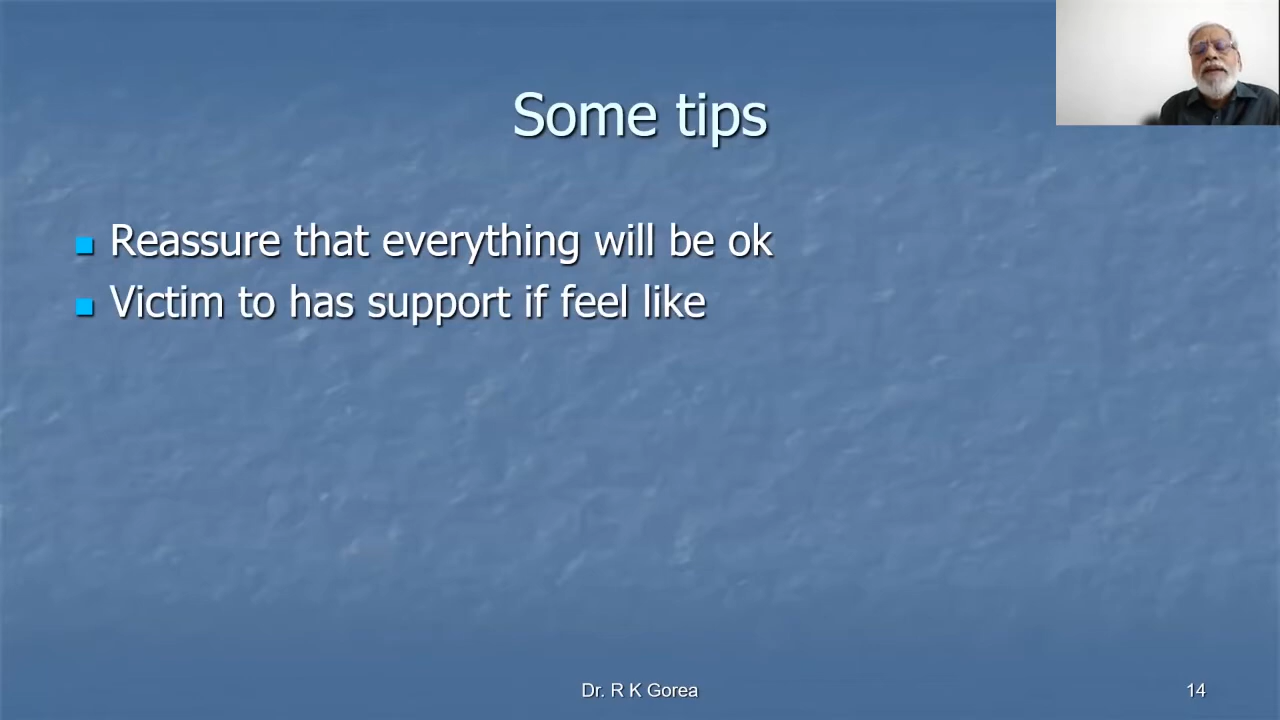 Some tips
Reassure that everything will be ok
Victim to has support if feel like
Dr. R K Gorea
14